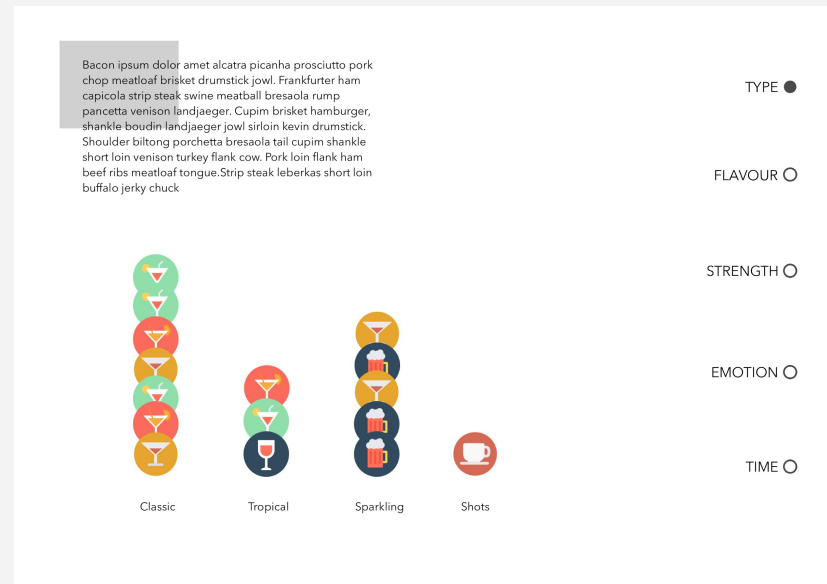 Bacon ipsum dolor amet alcatra picanha prosciutto pork
chop meatloaf brisket drumstick jowl. Frankfurter ham
capicola strip steak swine meatball bresaola rump
pancetta venison landjaeger. Cupim brisket hamburger,
shankle boudin landjaeger jowl sirloin kevin drumstick.
Shoulder biltong porchetta bresaola tail cupim shankle
short loin venison turkey flank cow. Pork loin flank ham
beef ribs meatloaf tongue.Strip steak leberkas short loin
buffalo jerky chuck
TYPE
FLAVOUR
STRENGTH
EMOTION
TIME
Classic
Tropical
Sparkling
Shots